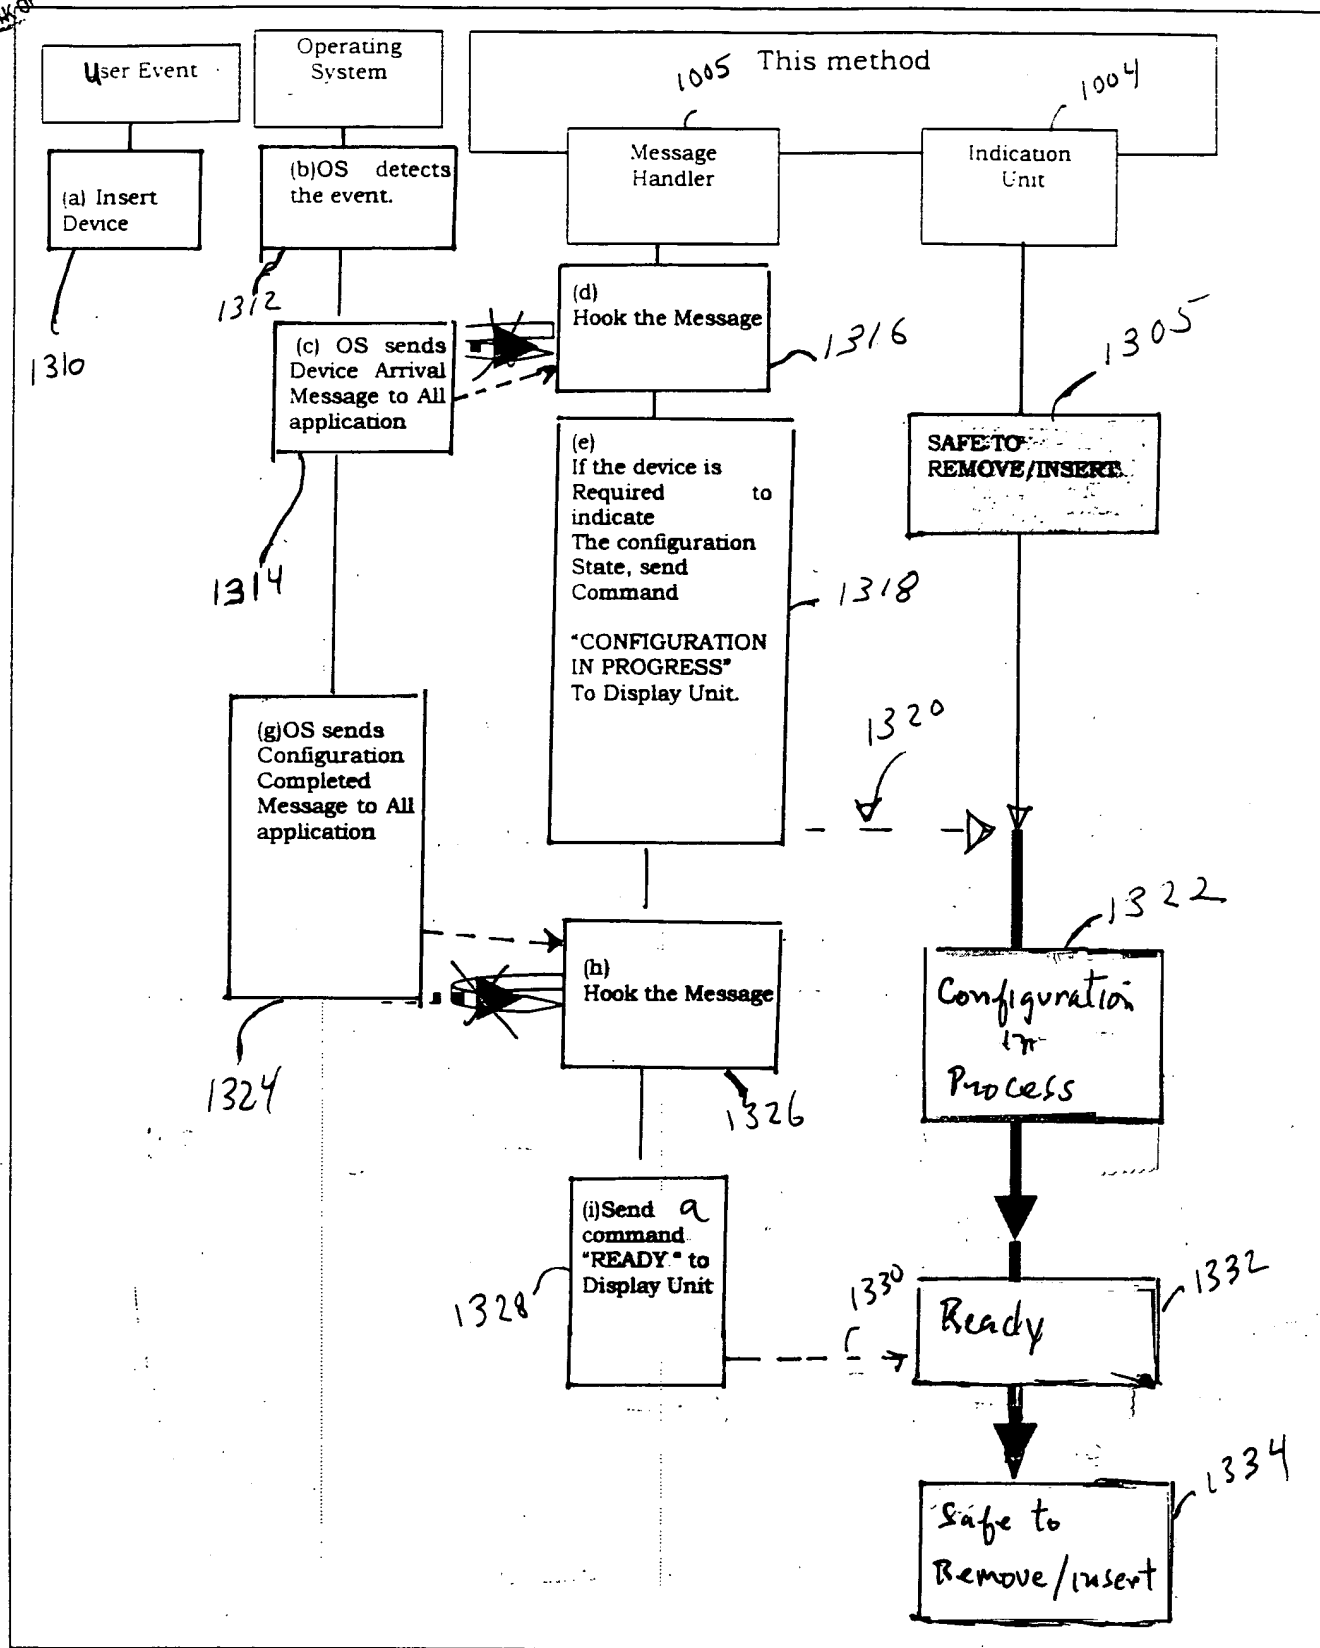 User Event
Operating
System
This method
1005
1004
Message
Handler
Indication
Unit
(a) Insert
Device
(b)OS detects
the event.
1310
1312
(c) OS sends
Device Arrival
Message to All
application
1314
(d)
Hook the Message
1316
1305
SAFE TO
REMOVE/INSERT
(e)
If the device is
Required to
indicate
The configuration
State, send
Command
"CONFIGURATION
IN PROGRESS"
To Display Unit.
1318
1320
(g)OS sends
Configuration
Completed
Message to All
application
1324
(h)
Hook the Message
1326
1322
Configuration
in
Process
(i)Send a
command
"READY " to
Display Unit
1328
1330
1332
Ready
1334
Safe to
Remove/insert